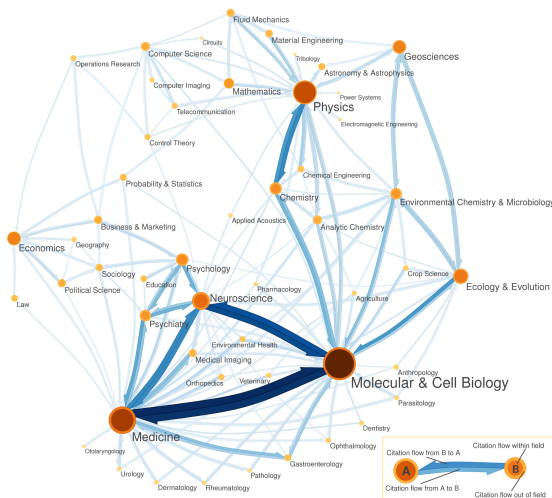 Fluid Mechanics
Material Engineering
Circuits
Computer Science
Geosciences
Tribology
Operations Research
Astronomy & Astrophysics
Computer Imaging
Mathematics
Power Systems
Physics
Telecommunication
Electromagnetic Engineering
Control Theory
Chemical Engineering
Probability & Statistics
Chemistry
Environmental Chemistry & Microbiology
Applied Acoustics
Analytic Chemistry
Business & Marketing
Economics
Geography
Sociology
Psychology
Crop Science
Ecology & Evolution
Education
Political Science
Pharmacology
Agriculture
Law
Neuroscience
Psychiatry
Environmental Health
Medical Imaging
Anthropology
Orthopedics
Veterinary
Molecular & Cell Biology
Parasitology
Medicine
Dentistry
Ophthalmology
Otolaryngology
Gastroenterology
Urology
Pathology
Dermatology
Rheumatology
Citation flow from B to A
Citation flow within field
A
B
Citation flow from A to B
Citation flow out of field